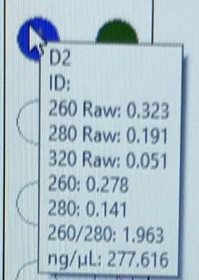 D2
ID:
260 Raw: 0.323
280 Raw: 0.191
320 Raw: 0.051
260: 0.278
280: 0.141
260/280: 1.963
ng/µL: 277.616